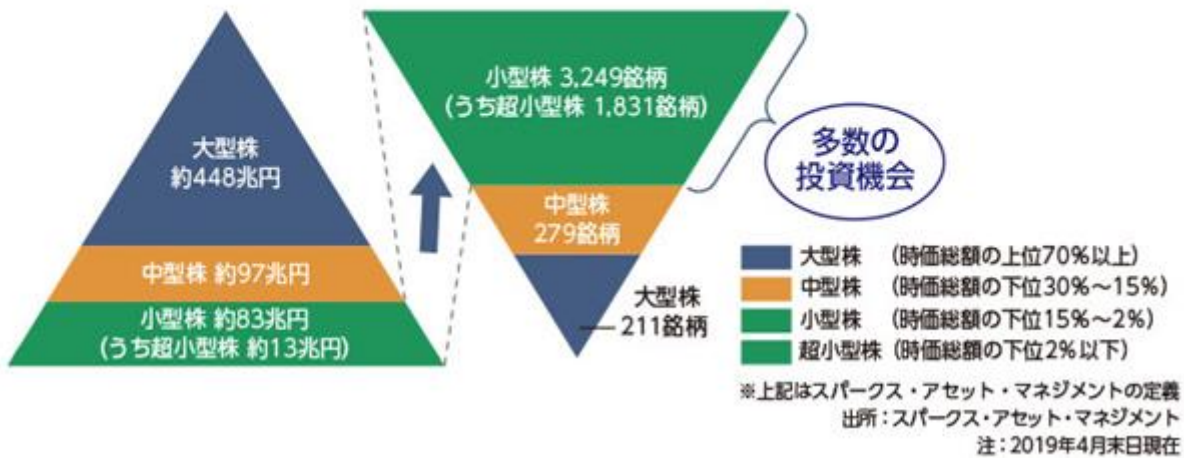 大型株
約448兆円
中型株 約97兆円
小型株 約83兆円
(うち超小型株 約13兆円)
小型株 3,249銘柄
(うち超小型株 1,831銘柄)
中型株
279銘柄
大型株
211銘柄
多数の
投資機会
大型株 (時価総額の上位70%以上)
中型株 (時価総額の下位30%~15%)
小型株 (時価総額の下位15%~2%)
超小型株 (時価総額の下位2%以下)
※上記はスパークス・アセット・マネジメントの定義
出所:スパークス・アセット・マネジメント
注:2019年4月末日現在